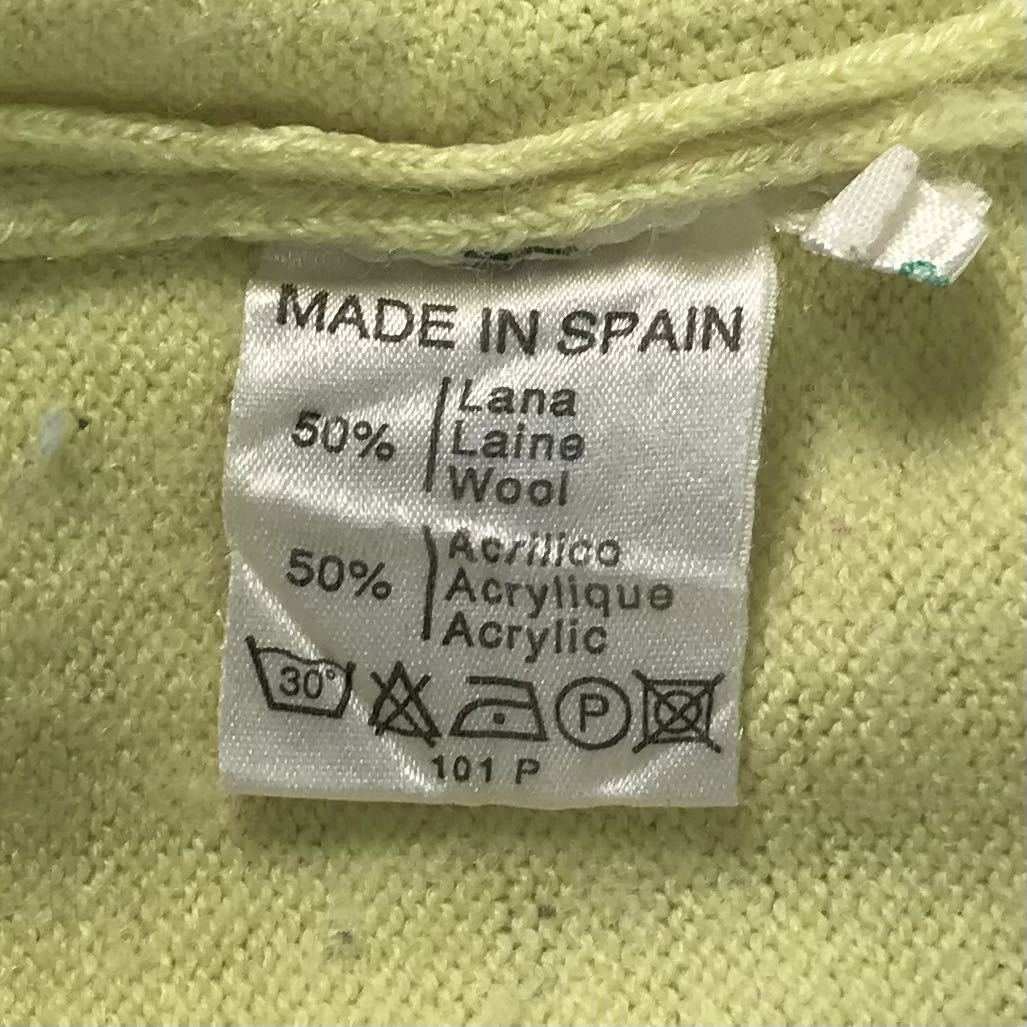 MADE IN SPAIN
50%
Lana
Laine
Wool
50%
Acrilico
Acrylique
Acrylic
30° P
101 P